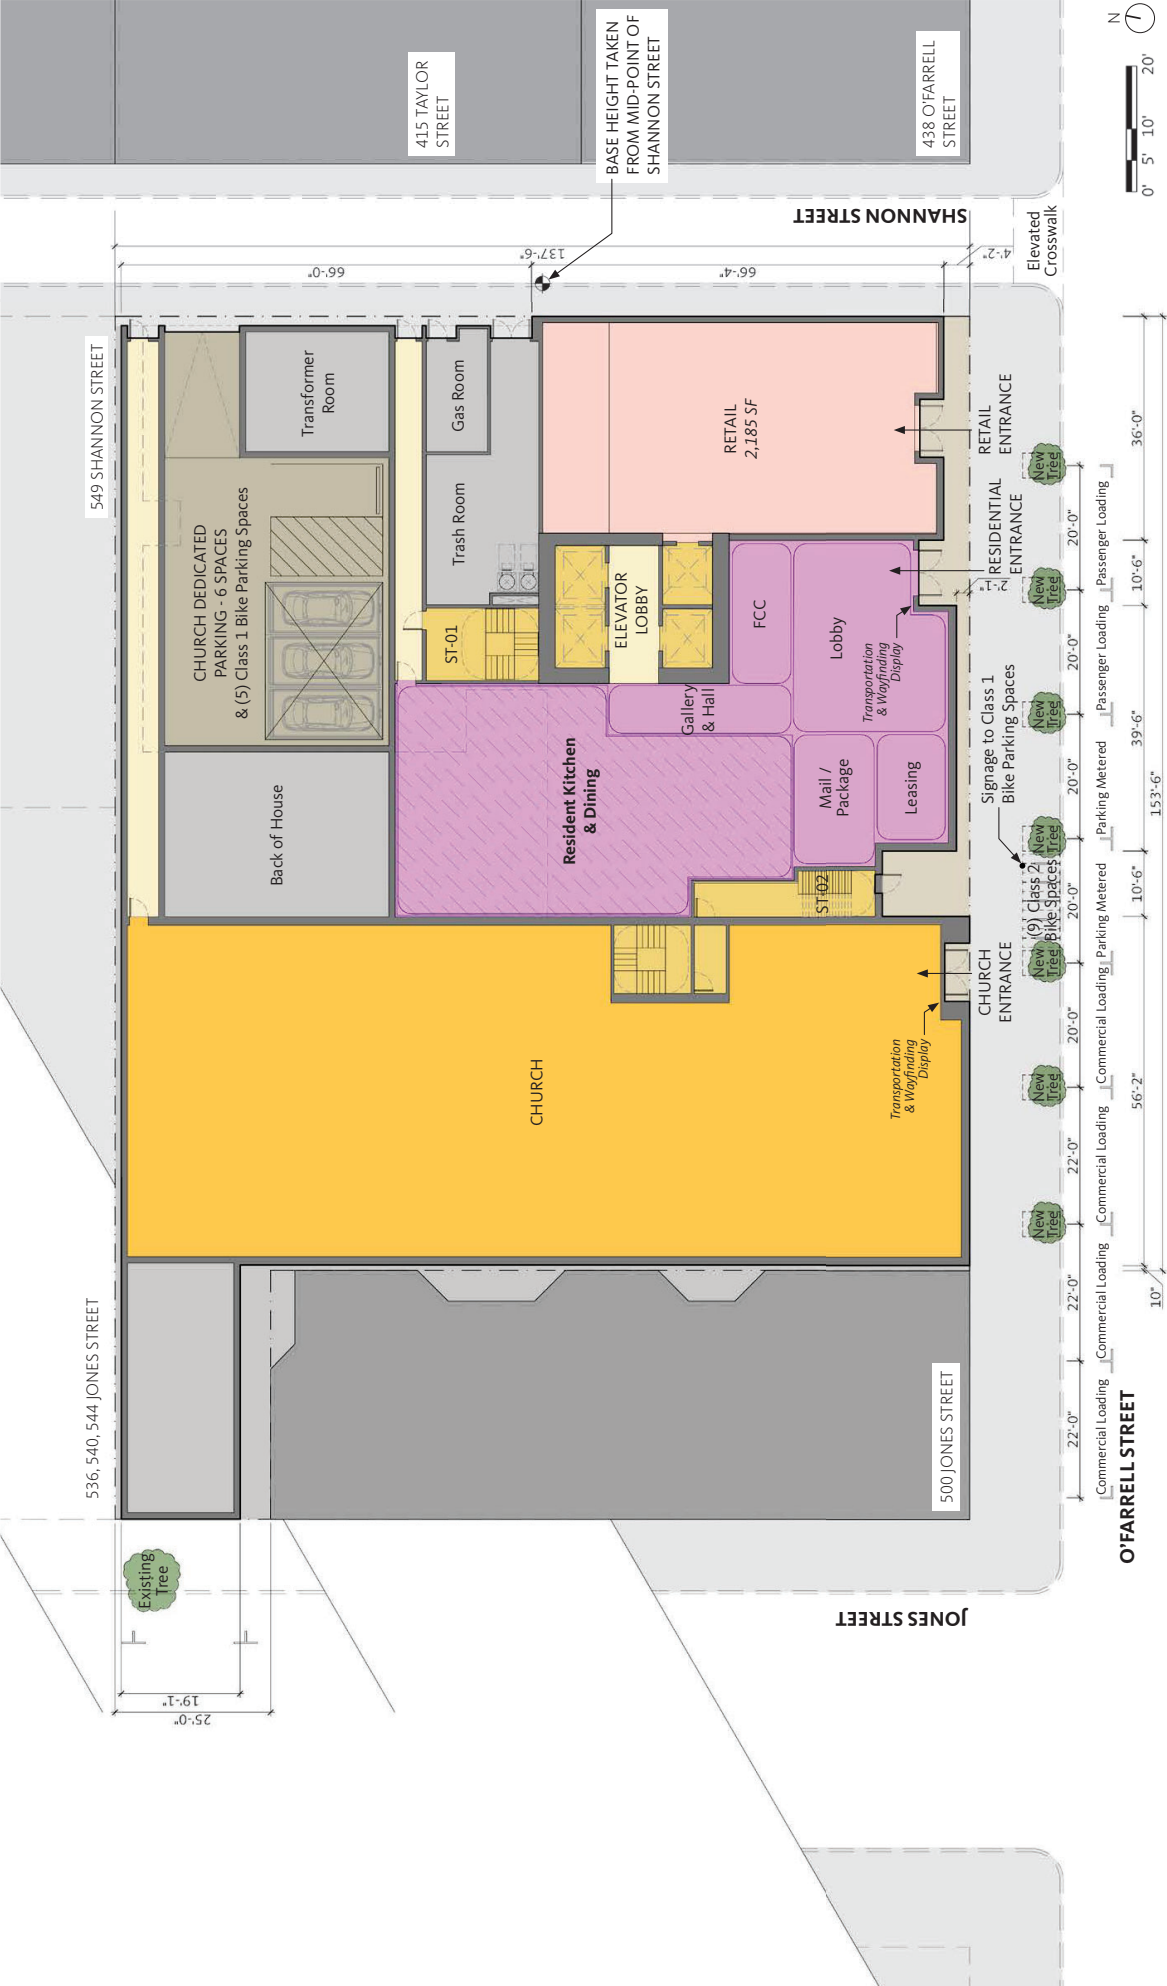 536, 540, 544 JONES STREET
549 SHANNON STREET
Existing
Tree
25'-0"
19'-1"
Back of House
CHURCH DEDICATED
PARKING - 6 SPACES
& (5) Class 1 Bike Parking Spaces
Transformer
Room
Gas Room
Trash Room
ST-01
66'-0"
137'-6"
66'-4"
4'-2"
415 TAYLOR
STREET
BASE HEIGHT TAKEN
FROM MID-POINT OF
SHANNON STREET
438 O'FARRELL
STREET
SHANNON STREET
CHURCH
Resident Kitchen
& Dining
ELEVATOR
LOBBY
Gallery
& Hall
FCC
RETAIL
2,185 SF
Mail /
Package
Lobby
ST-02
Leasing
Transportation
& Wayfinding
Display
Transportation
& Wayfinding
Display
500 JONES STREET
JONES STREET
CHURCH
ENTRANCE
Signage to Class 1
Bike Parking Spaces
RESIDENTIAL
ENTRANCE
RETAIL
ENTRANCE
2'-1"
Elevated
Crosswalk
(9) Class 2
Bike Spaces
New
Tree
New
Tree
New
Tree
New
Tree
New
Tree
New
Tree
New
Tree
22'-0"
22'-0"
22'-0"
20'-0"
20'-0"
20'-0"
20'-0"
20'-0"
Commercial Loading
Commercial Loading
Commercial Loading
Commercial Loading
Parking Metered
Parking Metered
Passenger Loading
Passenger Loading
O'FARRELL STREET
56'-2"
10'-6"
39'-6"
10'-6"
36'-0"
10"
153'-6"
0'
5'
10'
20'
N